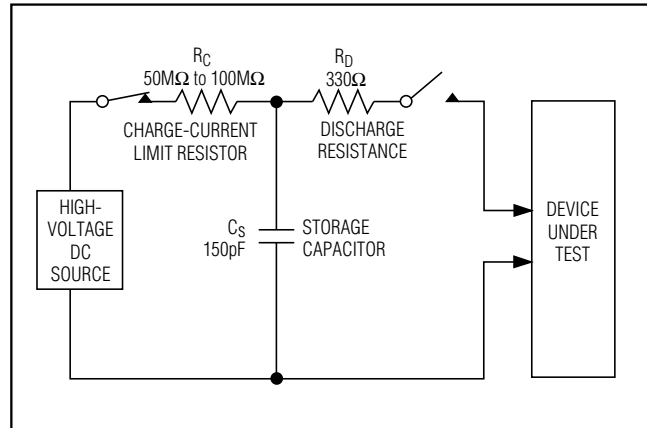 R_C
50MΩ to 100MΩ
CHARGE-CURRENT
LIMIT RESISTOR
R_D
330Ω
DISCHARGE
RESISTANCE
HIGH-
VOLTAGE
DC
SOURCE
C_S
150pF
STORAGE
CAPACITOR
DEVICE
UNDER
TEST